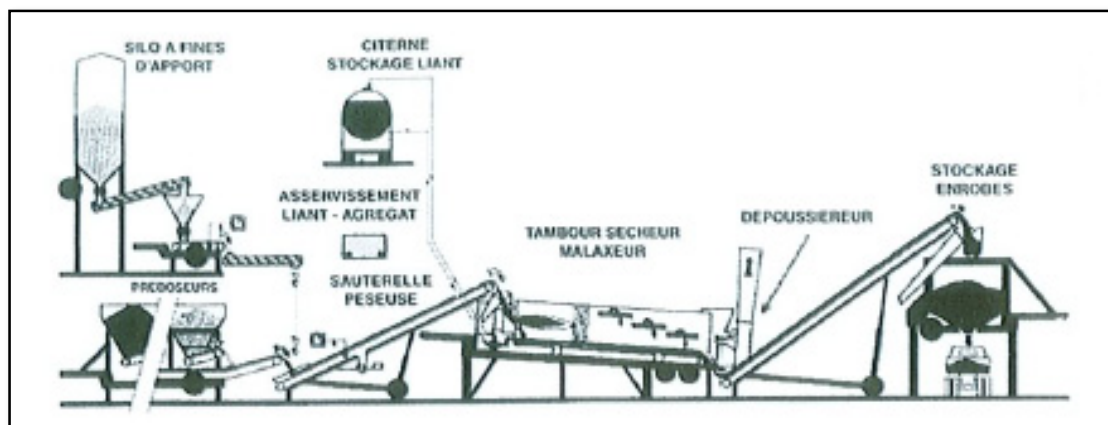 SILO A FINES
D'APPORT
CITERNE
STOCKAGE LIANT
ASSERVISSEMENT
LIANT - AGREGAT
SAUTERELLE
PESEUSE
PREDOSEURS
TAMBOUR SECHEUR
MALAXEUR
DEPOUSSIEREUR
STOCKAGE
ENROBES